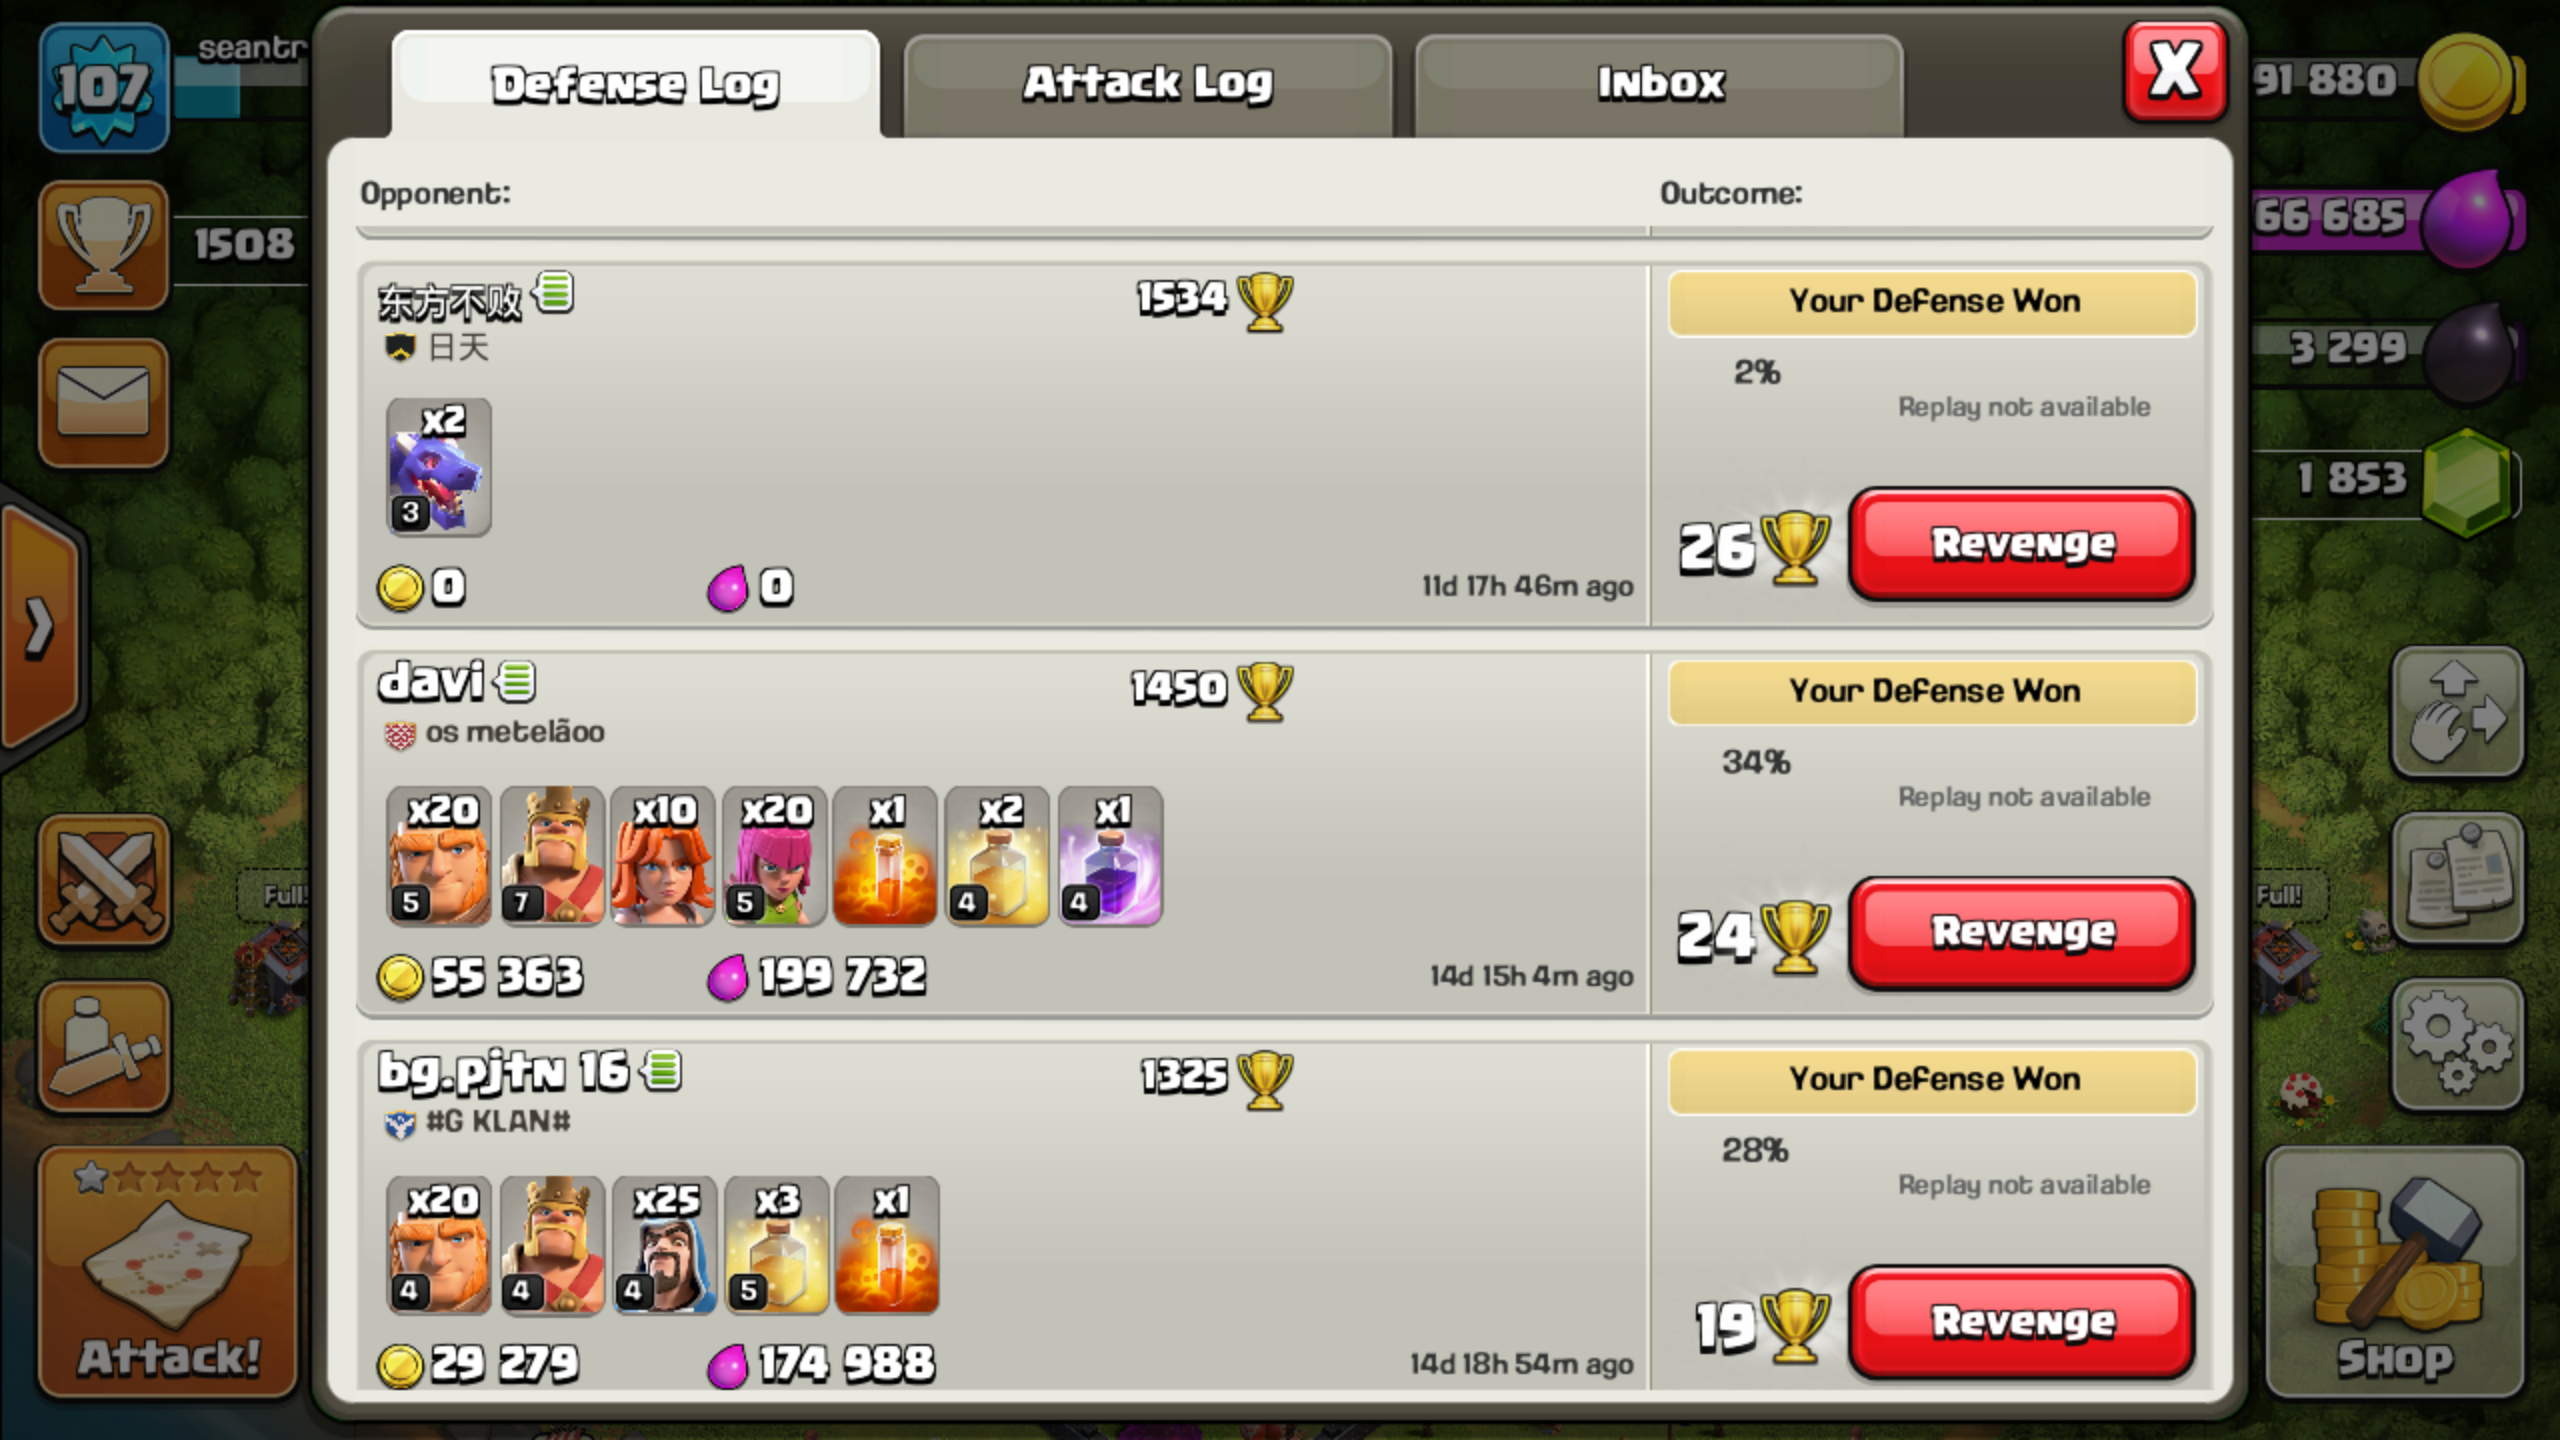 107
seantr
1508
Defense Log
Attack Log
Inbox
X
91 880
66 685
3 299
1 853
Opponent:
Outcome:
东方不败
1534
Your Defense Won
日天
2%
Replay not available
x2
3
26
Revenge
0
0
11d 17h 46m ago
davi
1450
Your Defense Won
os metelãoo
34%
Replay not available
x20
x10
x20
x1
x2
x1
5
7
5
4
4
24
Revenge
55 363
199 732
14d 15h 4m ago
bg.pjtn 16
1325
Your Defense Won
#G KLAN#
28%
Replay not available
x20
x25
x3
x1
4
4
4
5
19
Revenge
29 279
174 988
14d 18h 54m ago
Full!
Full!
Attack!
Shop